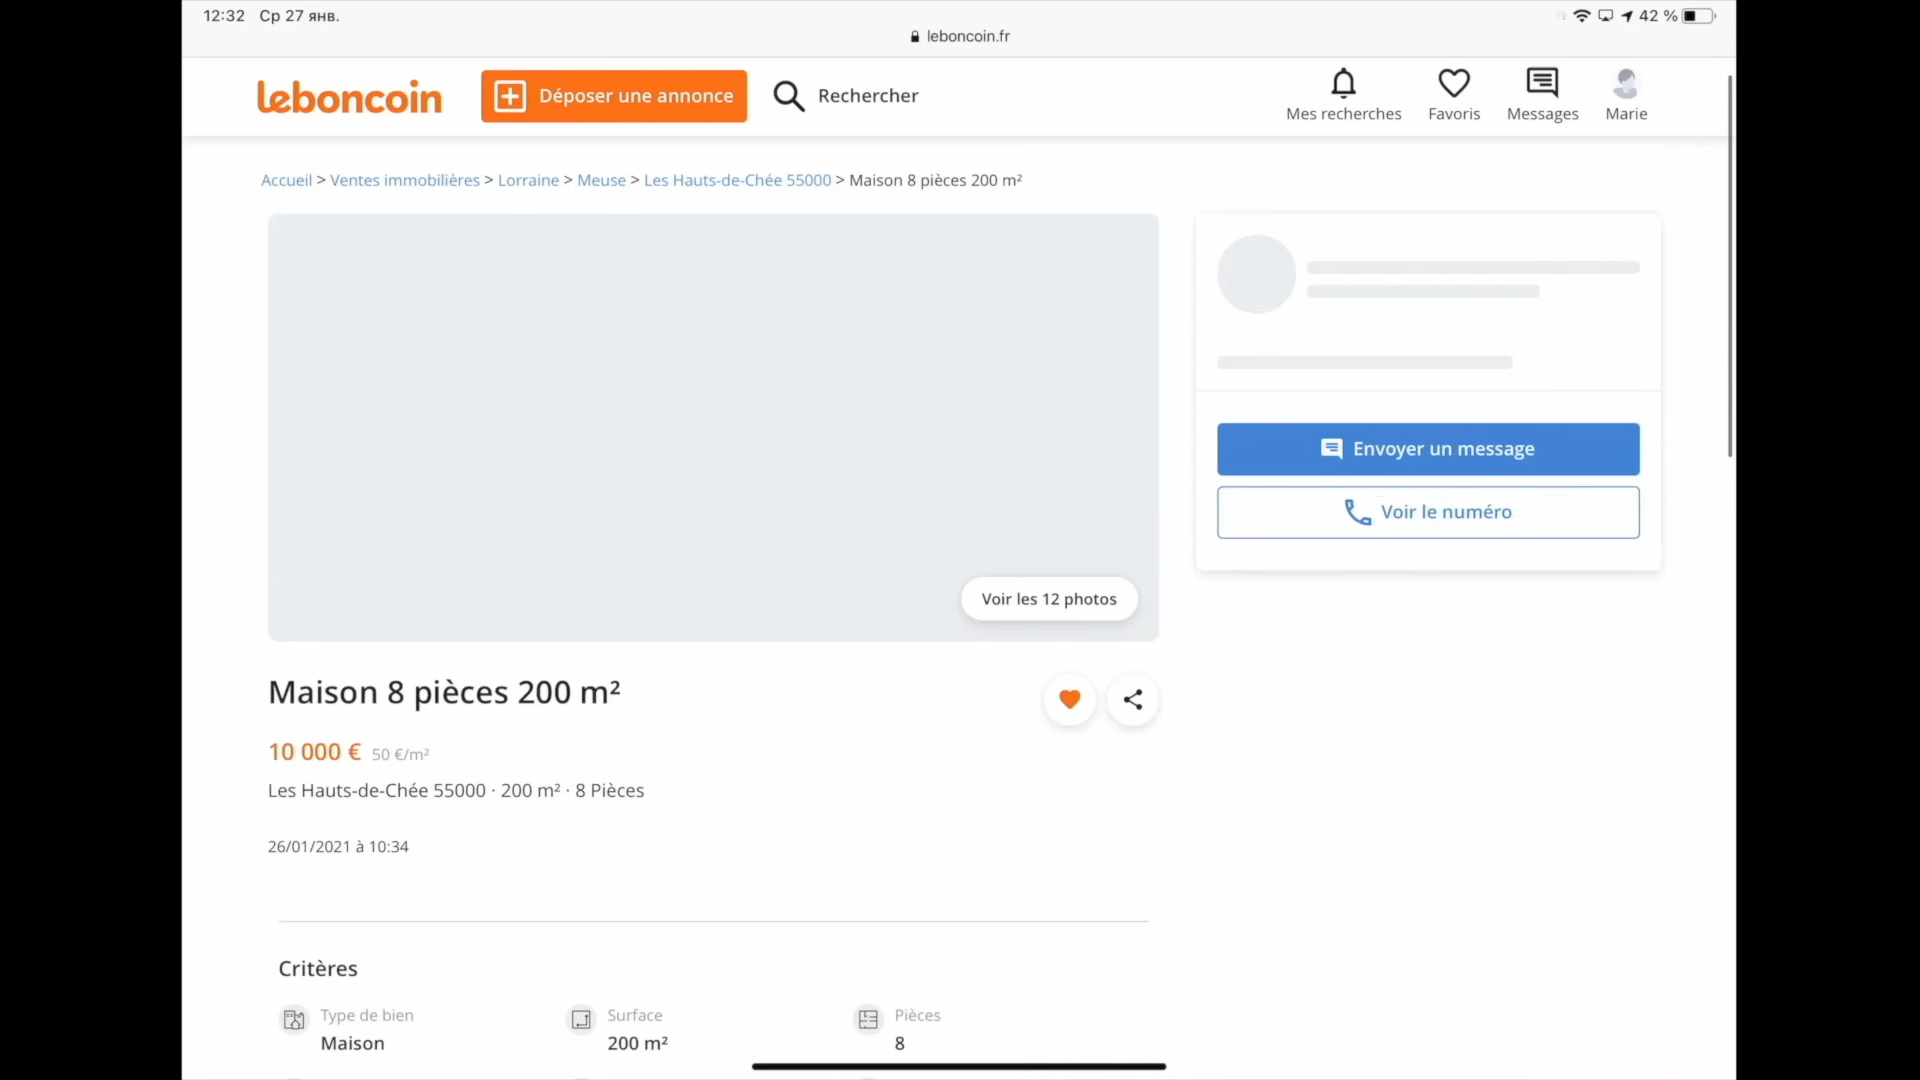 12:32 Ср 27 янв.
42 %
leboncoin.fr
leboncoin
Déposer une annonce
Rechercher
Mes recherches
Favoris
Messages
Marie
Accueil > Ventes immobilières > Lorraine > Meuse > Les Hauts-de-Chée 55000 > Maison 8 pièces 200 m²
Voir les 12 photos
Envoyer un message
Voir le numéro
Maison 8 pièces 200 m²
10 000 € 50 €/m²
Les Hauts-de-Chée 55000 · 200 m² · 8 Pièces
26/01/2021 à 10:34
Critères
Type de bien
Maison
Surface
200 m²
Pièces
8